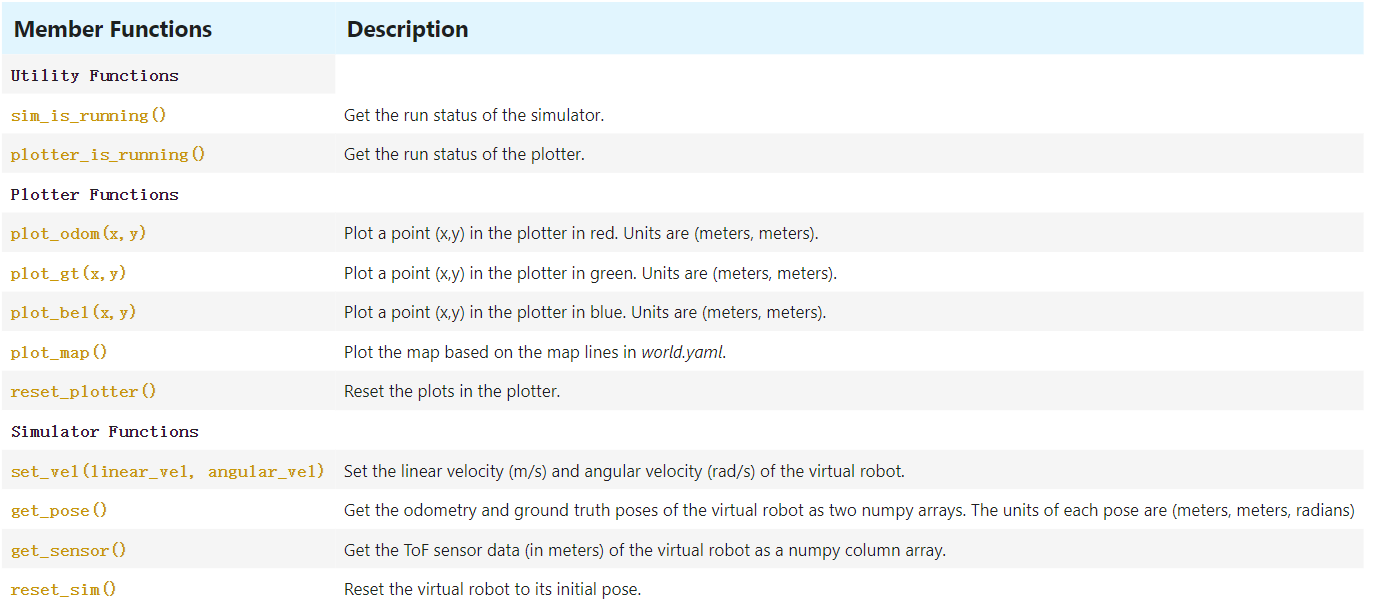 Member Functions Description
Utility Functions
sim_is_running() Get the run status of the simulator.
plotter_is_running() Get the run status of the plotter.
Plotter Functions
plot_odom(x,y) Plot a point (x,y) in the plotter in red. Units are (meters, meters).
plot_gt(x,y) Plot a point (x,y) in the plotter in green. Units are (meters, meters).
plot_bel(x,y) Plot a point (x,y) in the plotter in blue. Units are (meters, meters).
plot_map() Plot the map based on the map lines in world.yaml.
reset_plotter() Reset the plots in the plotter.
Simulator Functions
set_vel(linear_vel, angular_vel) Set the linear velocity (m/s) and angular velocity (rad/s) of the virtual robot.
get_pose() Get the odometry and ground truth poses of the virtual robot as two numpy arrays. The units of each pose are (meters, meters, radians)
get_sensor() Get the ToF sensor data (in meters) of the virtual robot as a numpy column array.
reset_sim() Reset the virtual robot to its initial pose.